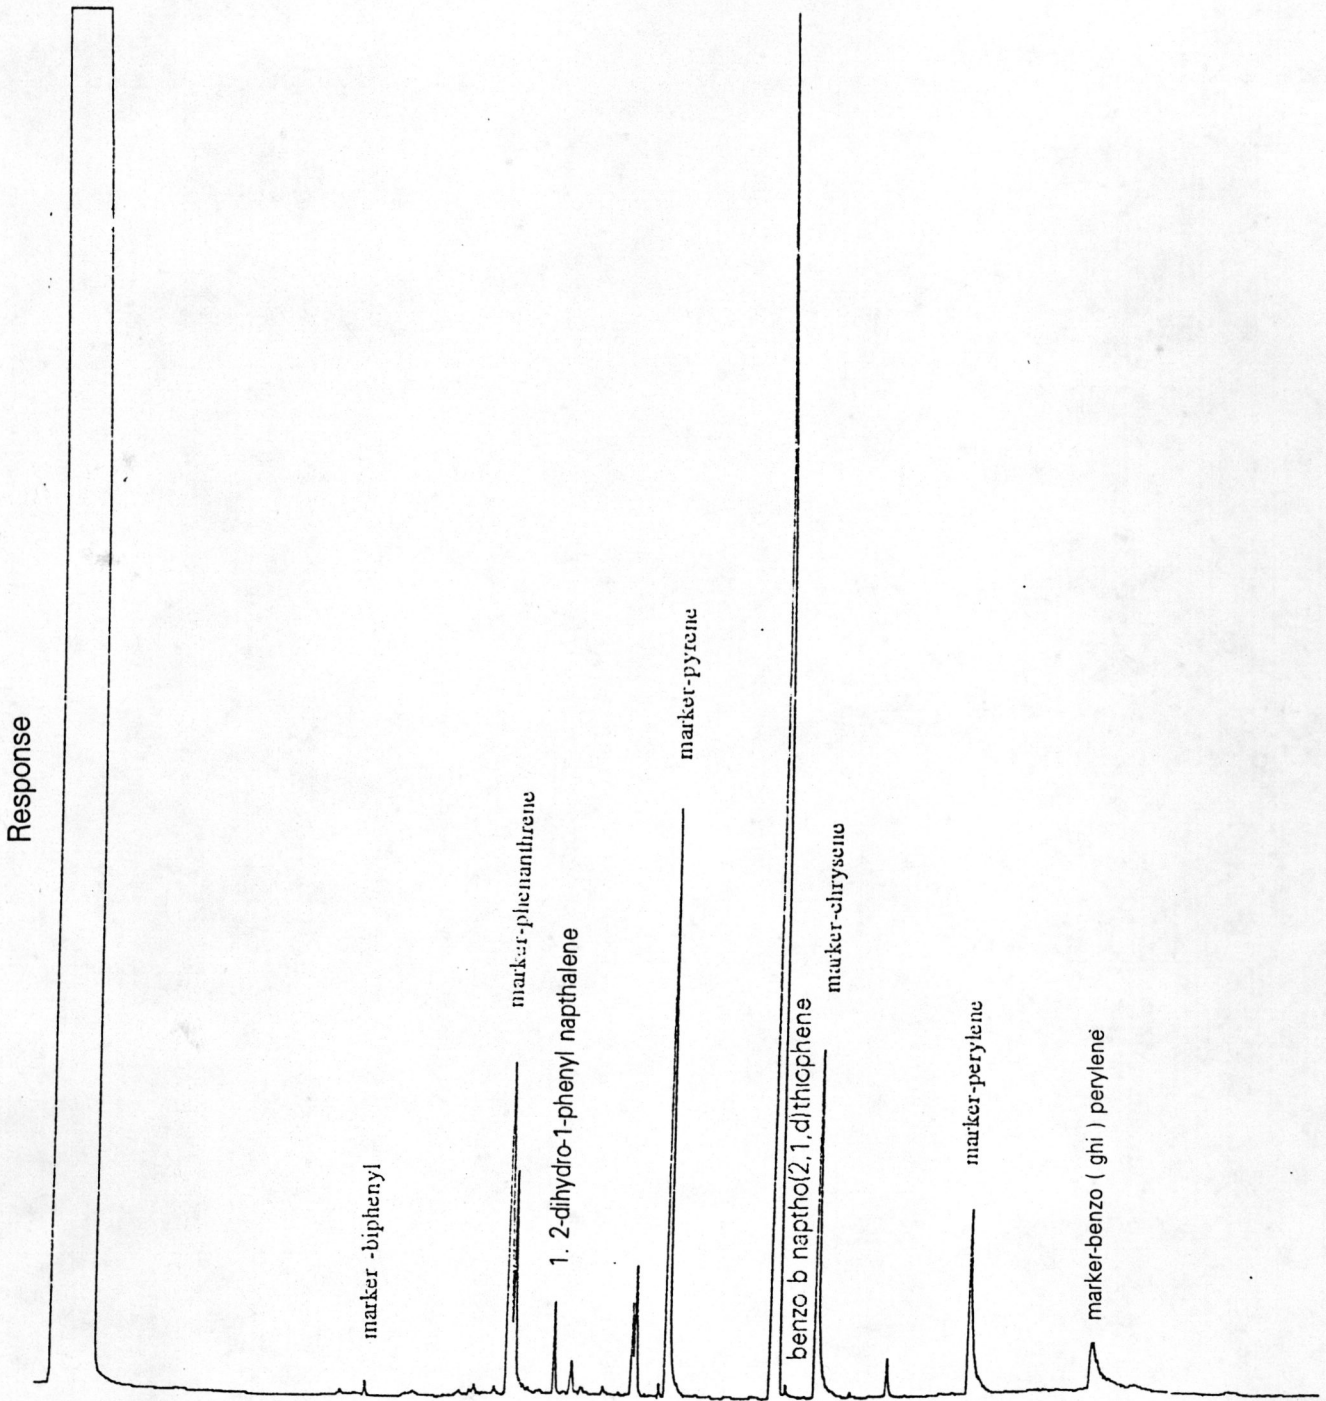 Response
marker -biphenyl
marker-phenanthrene
1. 2-dihydro-1-phenyl napthalene
marker-pyrene
benzo b naptho(2,1,d)thiophene
marker-chrysene
marker-perylene
marker-benzo ( ghi ) perylene